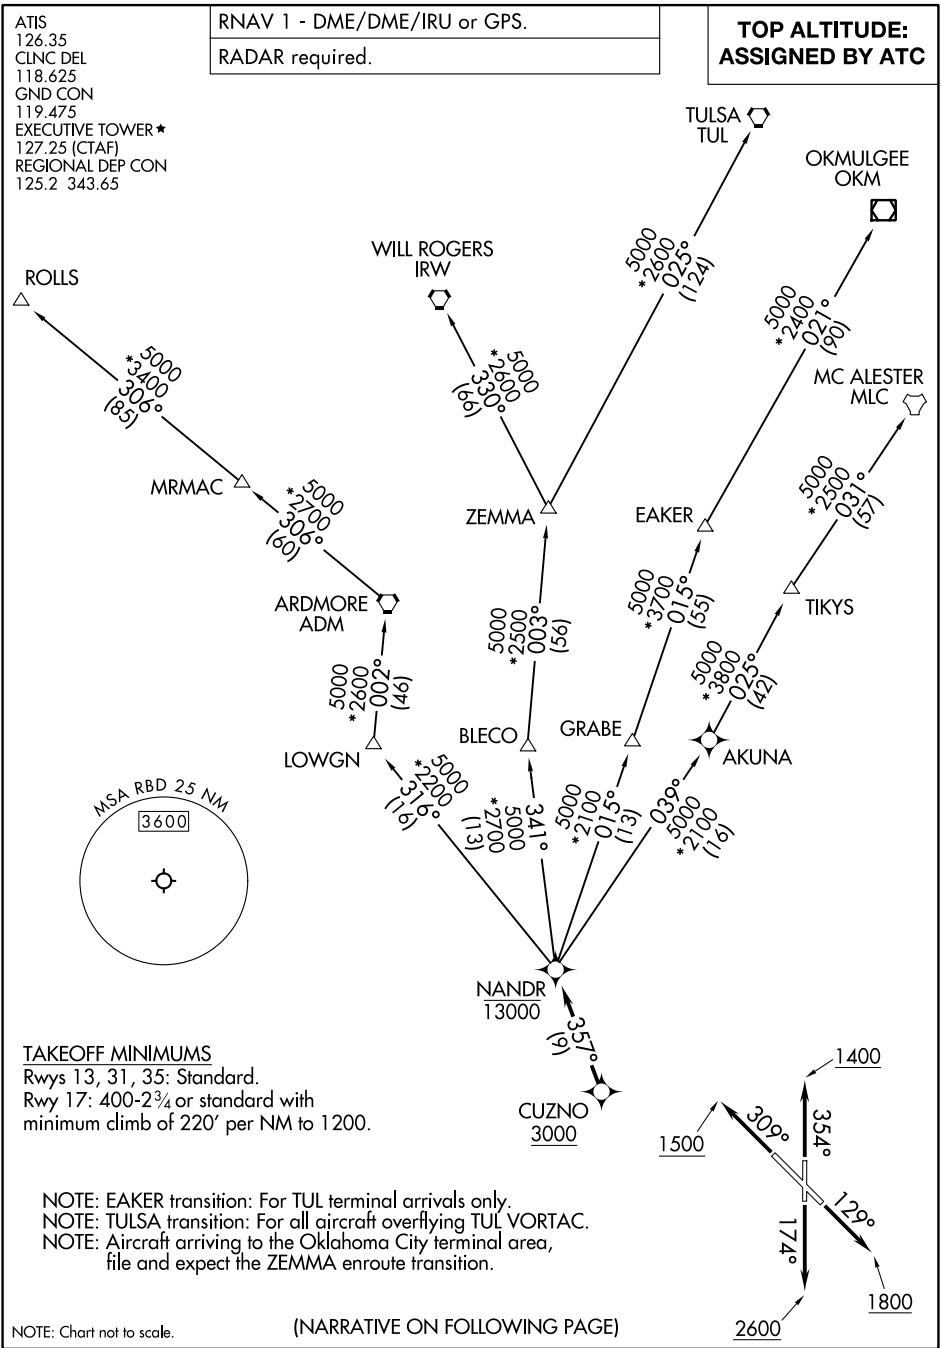 ATIS
126.35
CLNC DEL
118.625
GND CON
119.475
EXECUTIVE TOWER★
127.25 (CTAF)
REGIONAL DEP CON
125.2 343.65
RNAV 1 - DME/DME/IRU or GPS.
RADAR required.
TOP ALTITUDE:
ASSIGNED BY ATC
TULSA
TUL
OKMULGEE
OKM
WILL ROGERS
IRW
ROLLS
5000
*2600
025°
(124)
5000
*2400
021°
(90)
5000
*3400
306°
(85)
5000
*2600
330°
(66)
MC ALESTER
MLC
MRMAC
5000
*2700
306°
(60)
ZEMMA
EAKER
5000
*2500
031°
(57)
ARDMORE
ADM
TIKYS
5000
*2600
002°
(46)
5000
*2500
003°
(56)
5000
*3700
015°
(55)
5000
*3800
025°
(42)
LOWGN
BLECO
GRABE
AKUNA
5000
*2200
316°
(16)
341°
5000
*2700
(13)
5000
*2100
015°
(13)
039°
5000
*2100
(16)
MSA RBD 25 NM
3600
NANDR
13000
357°
(9)
CUZNO
3000
TAKEOFF MINIMUMS
Rwys 13, 31, 35: Standard.
Rwy 17: 400-2¾ or standard with
minimum climb of 220' per NM to 1200.
1400
1500
309°
354°
129°
174°
1800
2600
NOTE: EAKER transition: For TUL terminal arrivals only.
NOTE: TULSA transition: For all aircraft overflying TUL VORTAC.
NOTE: Aircraft arriving to the Oklahoma City terminal area,
file and expect the ZEMMA enroute transition.
NOTE: Chart not to scale.
(NARRATIVE ON FOLLOWING PAGE)